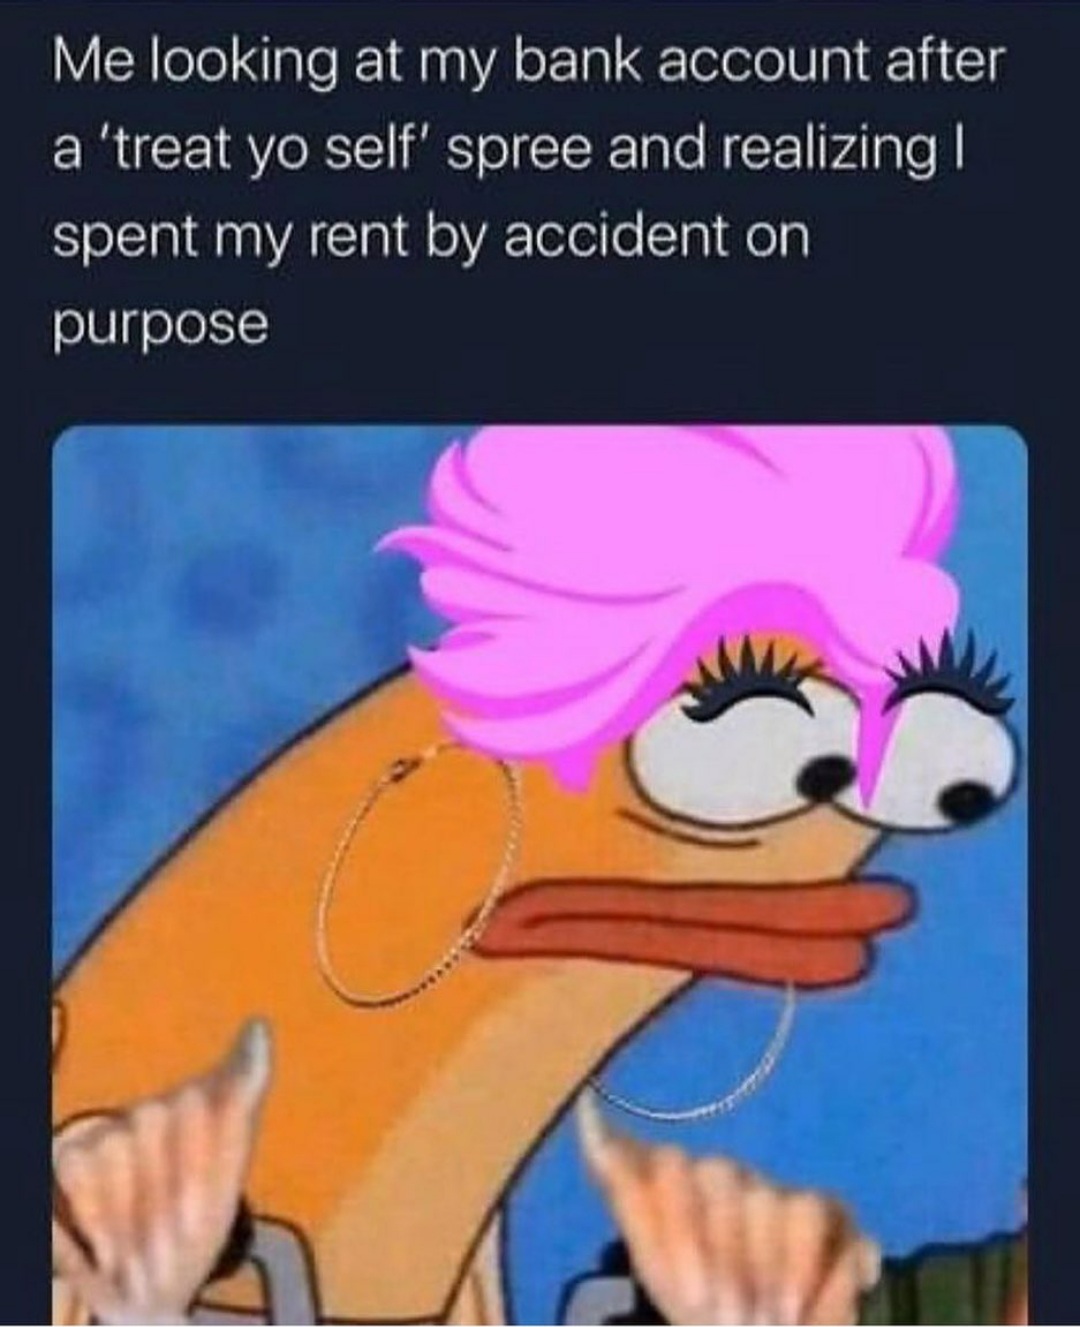 Me looking at my bank account after
a ‘treat yo self’ spree and realizing I
spent my rent by accident on
purpose